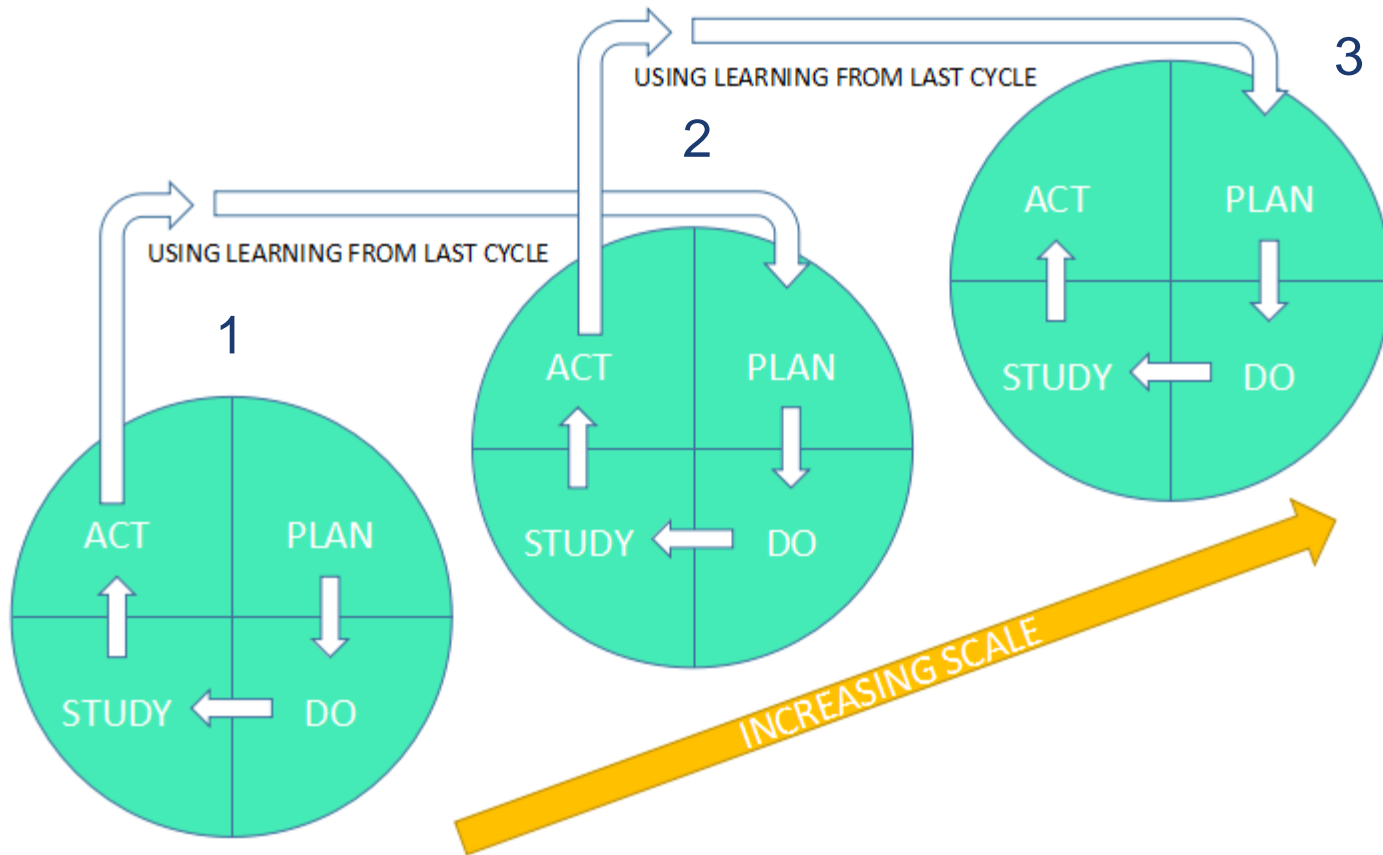 3
USING LEARNING FROM LAST CYCLE
2
ACT PLAN
USING LEARNING FROM LAST CYCLE
1
ACT PLAN
STUDY DO
ACT PLAN
STUDY DO
STUDY DO
INCREASING SCALE